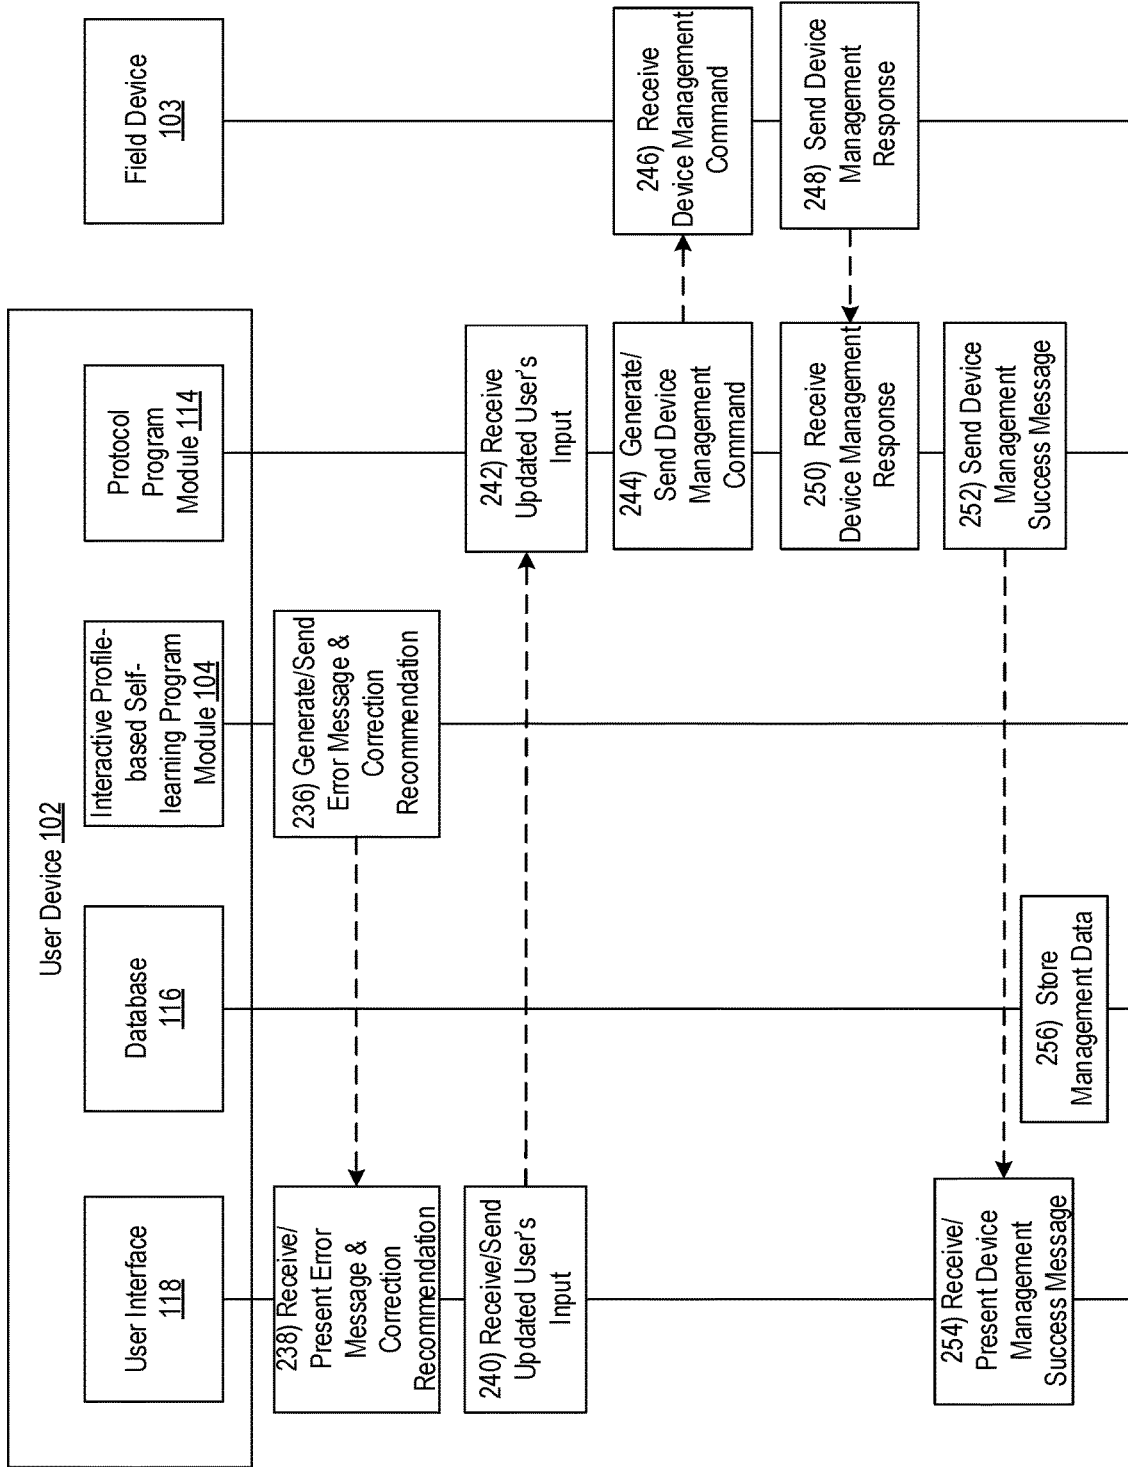 User Device 102
User Interface
118
Database
116
Interactive Profile-
based Self-
learning Program
Module 104
Protocol
Program
Module 114
Field Device
103
236) Generate/Send
Error Message &
Correction
Recommendation
238) Receive/
Present Error
Message &
Correction
Recommendation
240) Receive/Send
Updated User's
Input
242) Receive
Updated User's
Input
244) Generate/
Send Device
Management
Command
246) Receive
Device Management
Command
248) Send Device
Management
Response
250) Receive
Device Management
Response
252) Send Device
Management
Success Message
254) Receive/
Present Device
Management
Success Message
256) Store
Management Data